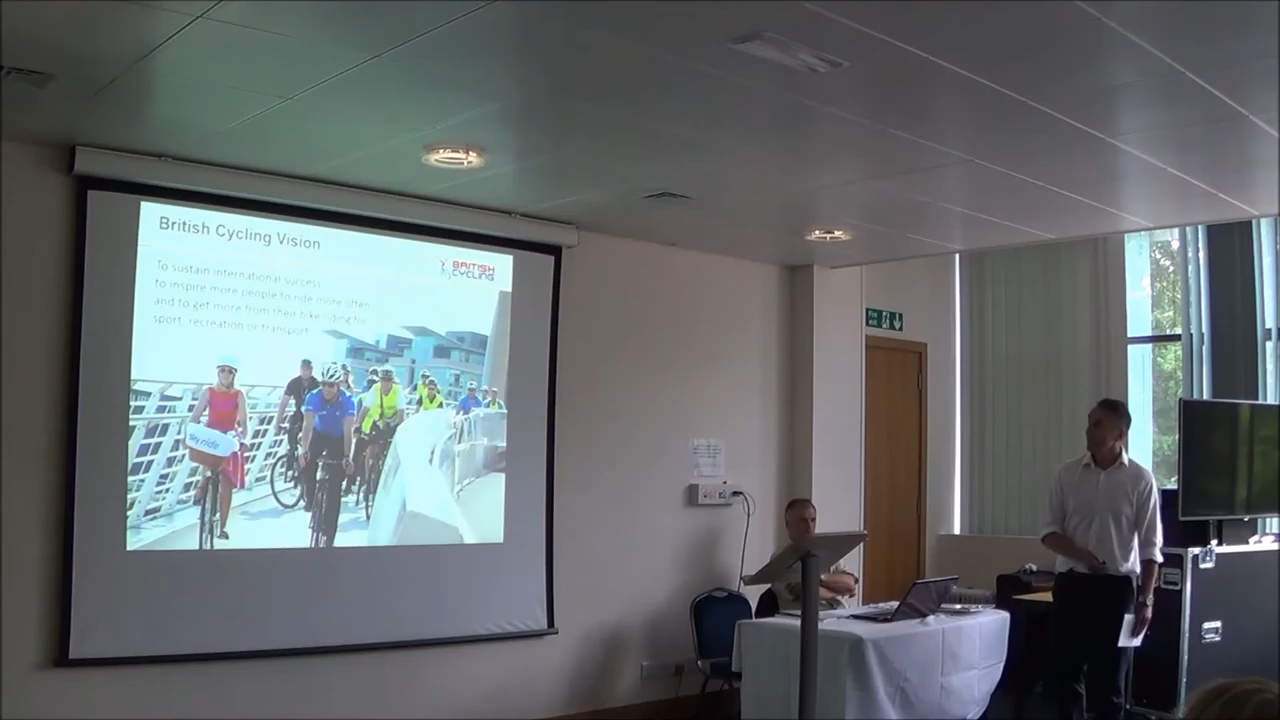 British Cycling Vision
BRITISH
CYCLING
To sustain international success
to inspire more people to ride more often
and to get more from their bike riding for
sport, recreation or transport
sky ride
Fire
exit